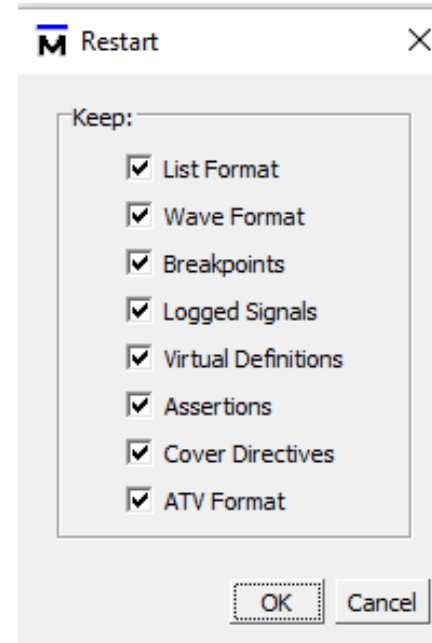 M Restart
Keep:
List Format
Wave Format
Breakpoints
Logged Signals
Virtual Definitions
Assertions
Cover Directives
ATV Format
OK Cancel